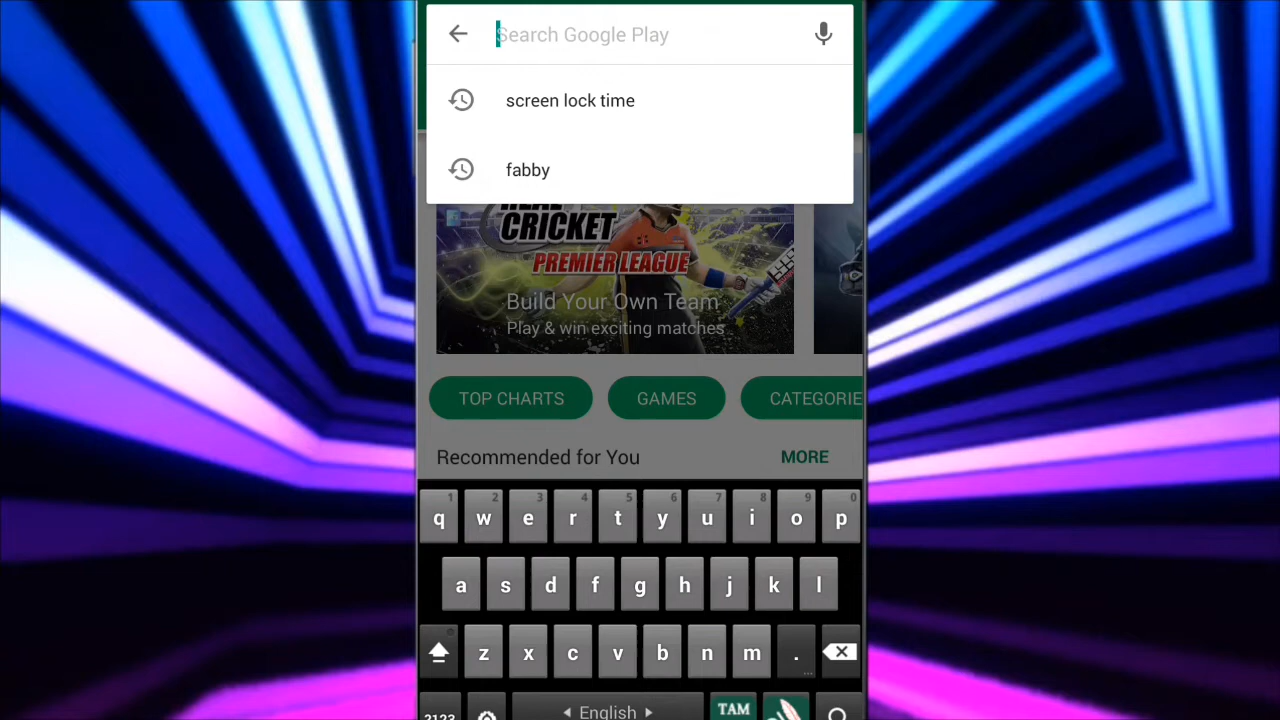 Search Google Play
screen lock time
fabby
REAL
CRICKET
PREMIER LEAGUE
Build Your Own Team
Play & win exciting matches
TOP CHARTS
GAMES
CATEGORIE
Recommended for You
MORE
1 2 3 4 5 6 7 8 9 0
q w e r t y u i o p
a s d f g h j k l
z x c v b n m .
?123 English TAM